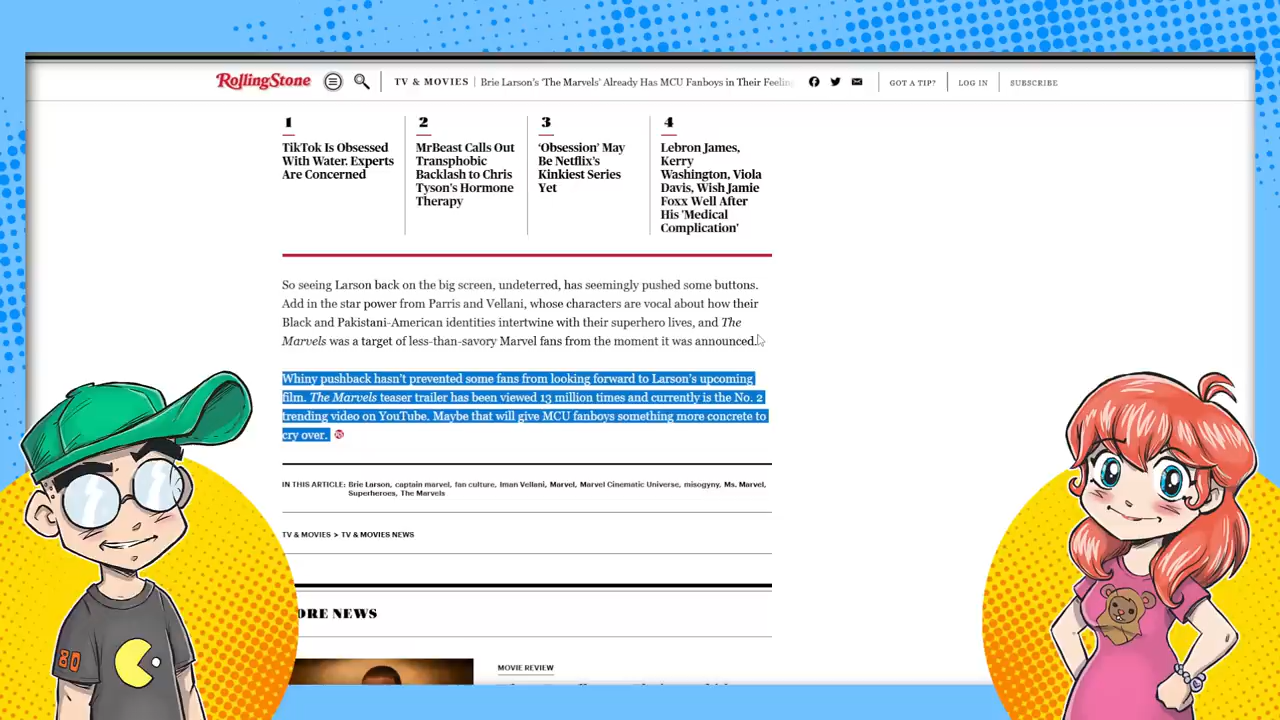 RollingStone
TV & MOVIES
Brie Larson's 'The Marvels' Already Has MCU Fanboys in Their Feelin
GOT A TIP?
LOG IN
SUBSCRIBE
1
TikTok Is Obsessed
With Water. Experts
Are Concerned
2
MrBeast Calls Out
Transphobic
Backlash to Chris
Tyson's Hormone
Therapy
3
'Obsession' May
Be Netflix's
Kinkiest Series
Yet
4
Lebron James,
Kerry
Washington, Viola
Davis, Wish Jamie
Foxx Well After
His 'Medical
Complication'
So seeing Larson back on the big screen, undeterred, has seemingly pushed some buttons.
Add in the star power from Parris and Vellani, whose characters are vocal about how their
Black and Pakistani-American identities intertwine with their superhero lives, and The
Marvels was a target of less-than-savory Marvel fans from the moment it was announced.
Whiny pushback hasn't prevented some fans from looking forward to Larson's upcoming
film. The Marvels teaser trailer has been viewed 13 million times and currently is the No. 2
trending video on YouTube. Maybe that will give MCU fanboys something more concrete to
cry over. RS
IN THIS ARTICLE: Brie Larson, captain marvel, fan culture, Iman Vellani, Marvel, Marvel Cinematic Universe, misogyny, Ms. Marvel,
Superheroes, The Marvels
TV & MOVIES > TV & MOVIES NEWS
ORE NEWS
MOVIE REVIEW
80